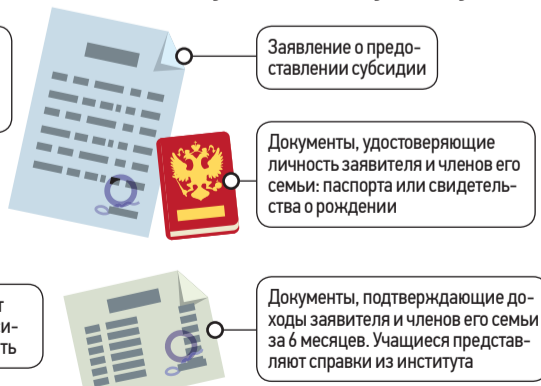 Заявление о предо-
ставлении субсидии
Документы, удостоверяющие
личность заявителя и членов его
семьи: паспорта или свидетель-
ства о рождении
т
и-
ть
Документы, подтверждающие до-
ходы заявителя и членов его семьи
за 6 месяцев. Учащиеся представ-
ляют справки из института